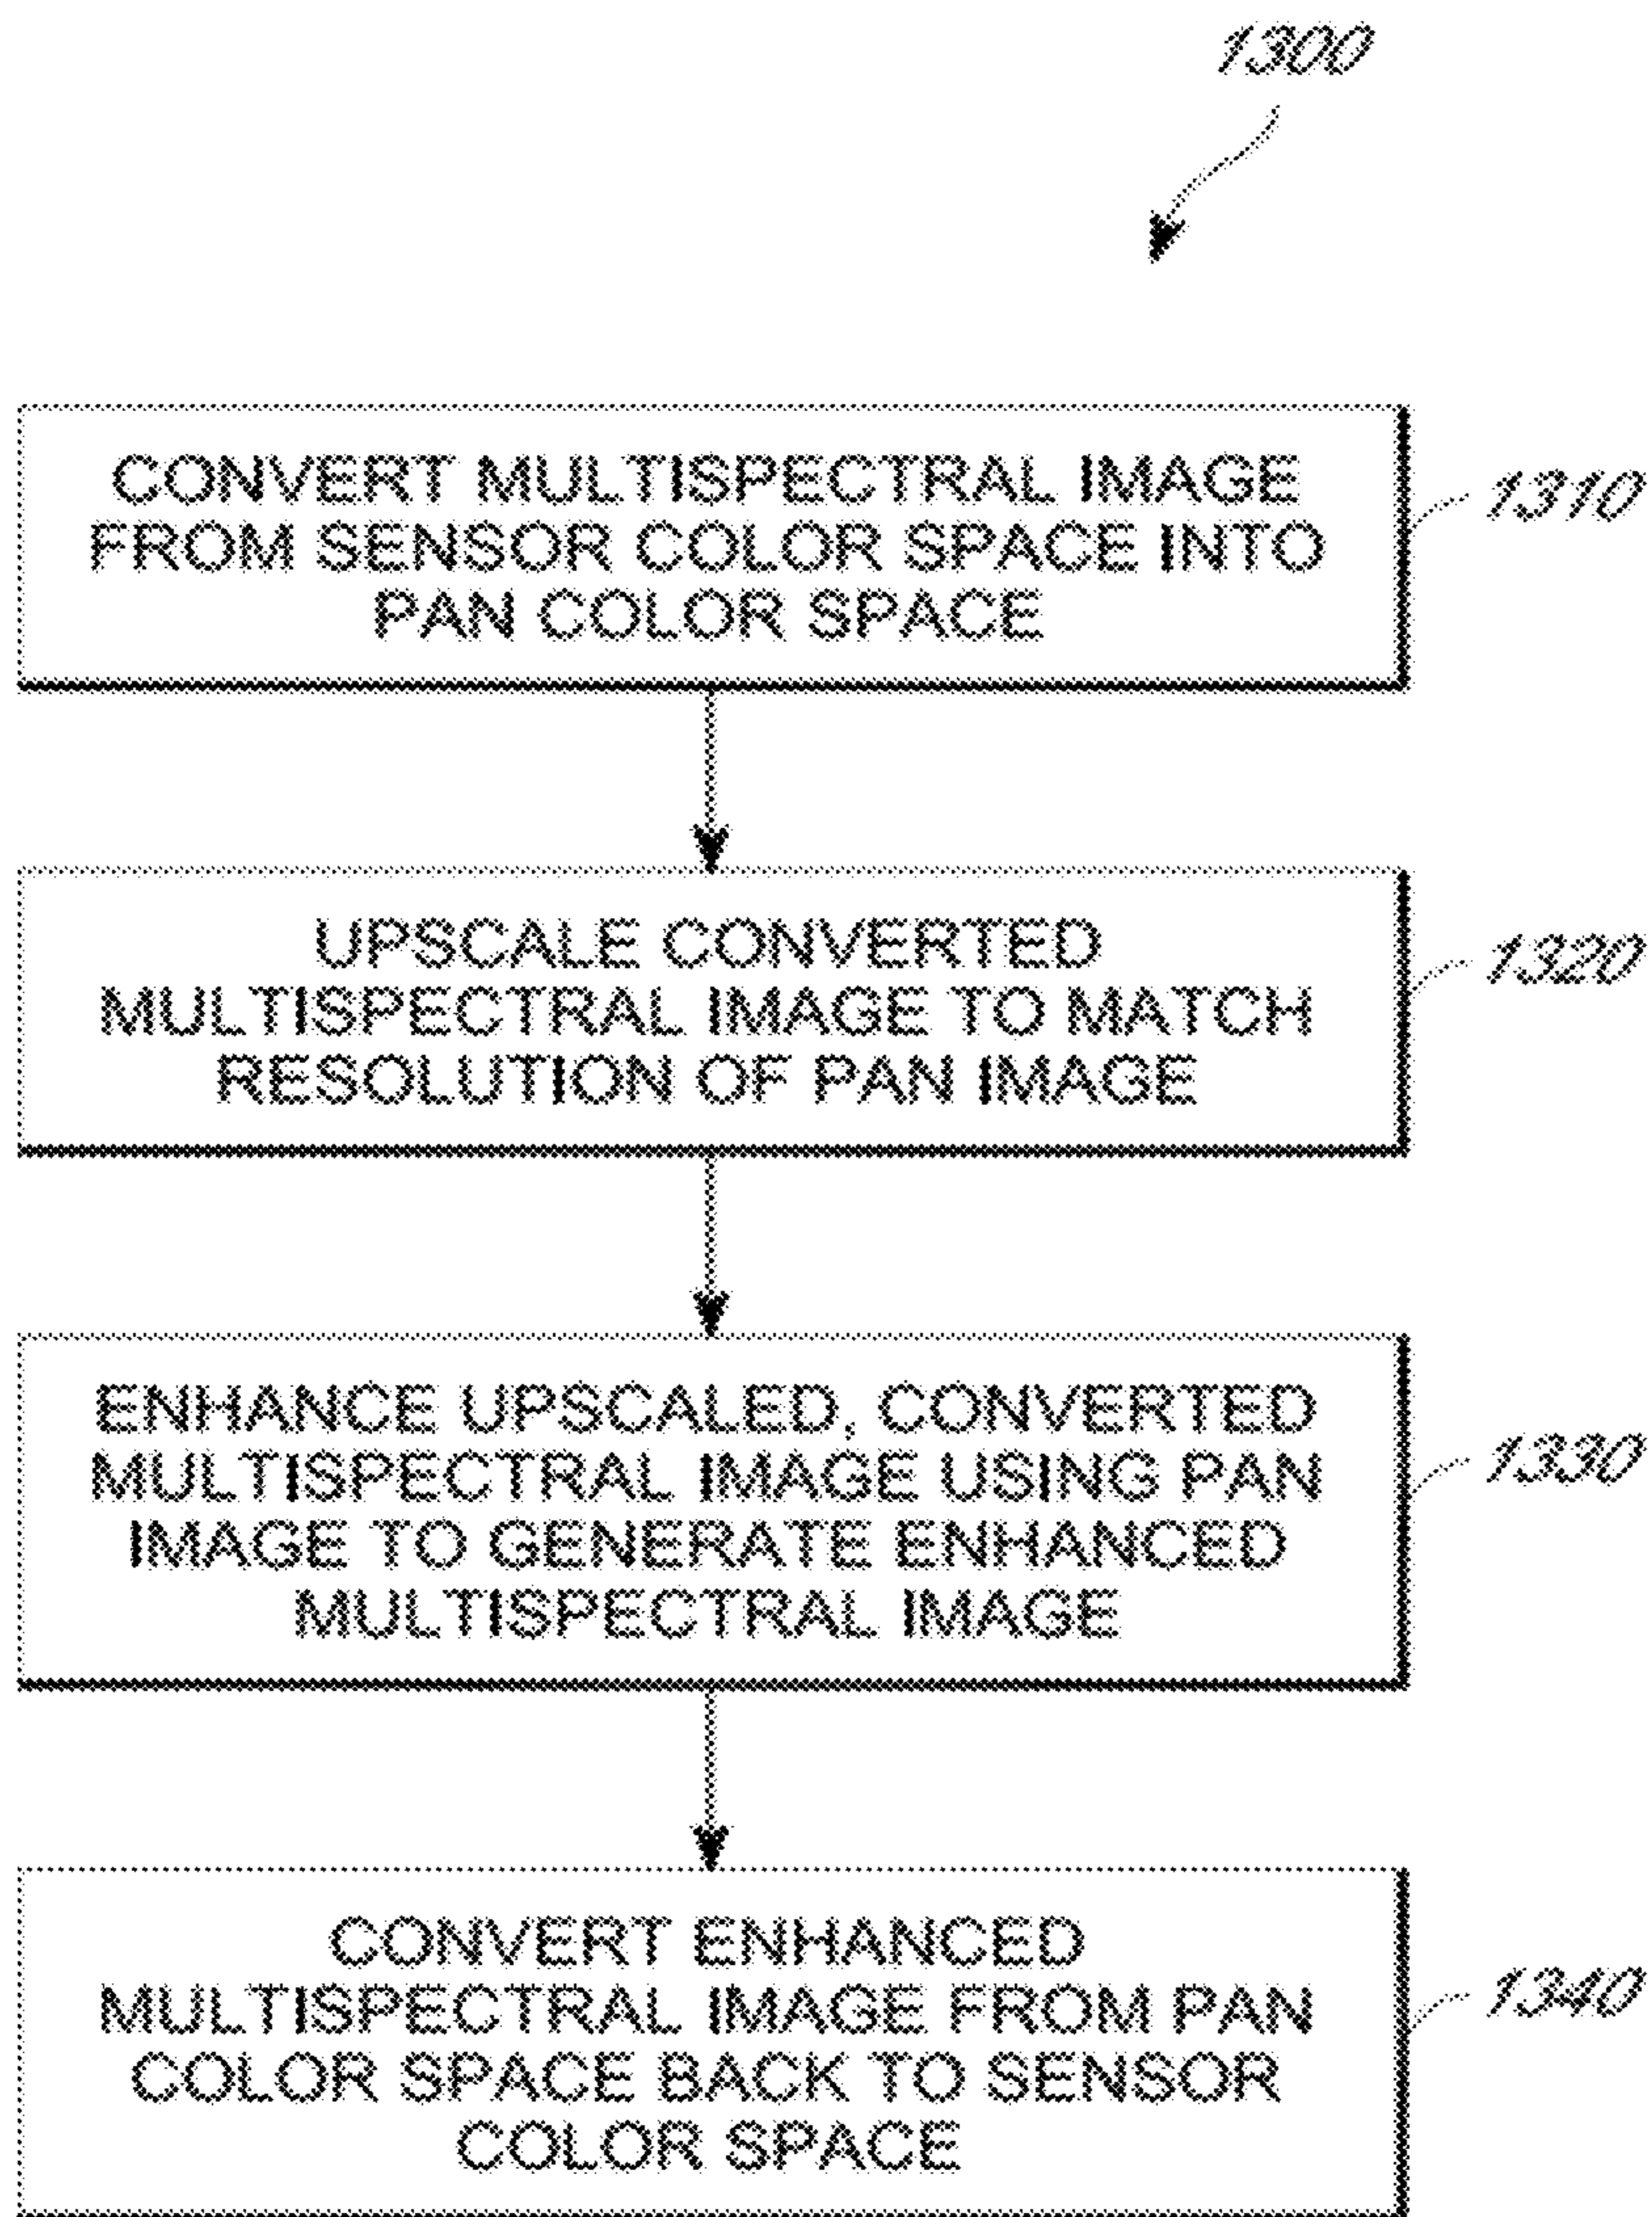 1300
CONVERT MULTISPECTRAL IMAGE
FROM SENSOR COLOR SPACE INTO
PAN COLOR SPACE
1310
UPSCALE CONVERTED
MULTISPECTRAL IMAGE TO MATCH
RESOLUTION OF PAN IMAGE
1320
ENHANCE UPSCALED, CONVERTED
MULTISPECTRAL IMAGE USING PAN
IMAGE TO GENERATE ENHANCED
MULTISPECTRAL IMAGE
1330
CONVERT ENHANCED
MULTISPECTRAL IMAGE FROM PAN
COLOR SPACE BACK TO SENSOR
COLOR SPACE
1340